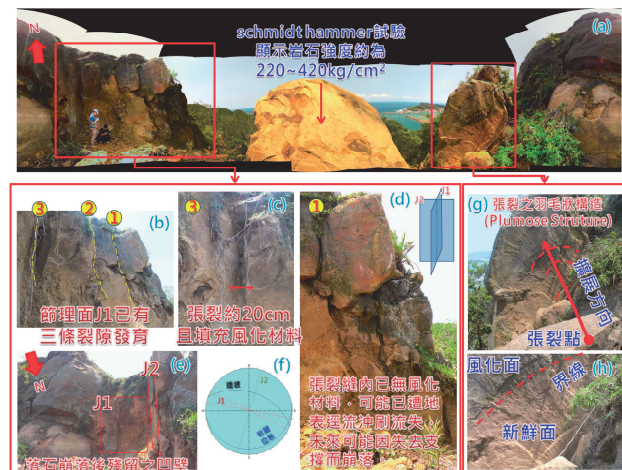 (a)
N
schmidt hammer試驗
顯示岩石強度約為
220~420kg/cm²
3
2
1
(b)
節理面J1已有
三條裂隙發育
3
(c)
張裂約20cm
且填充風化材料
1
(d)
J1
J2
張裂縫內已無風化
材料，可能已遭地
表逕流沖刷流失，
未來可能因失去支
撐而崩落。
N
(e)
J1
J2
落石崩落後殘留之凹壁
(f)
邊坡
J2
J1
(g)
張裂之羽毛狀構造
(Plumose Struture)
擴展方向
張裂點
(h)
風化面
界線
新鮮面